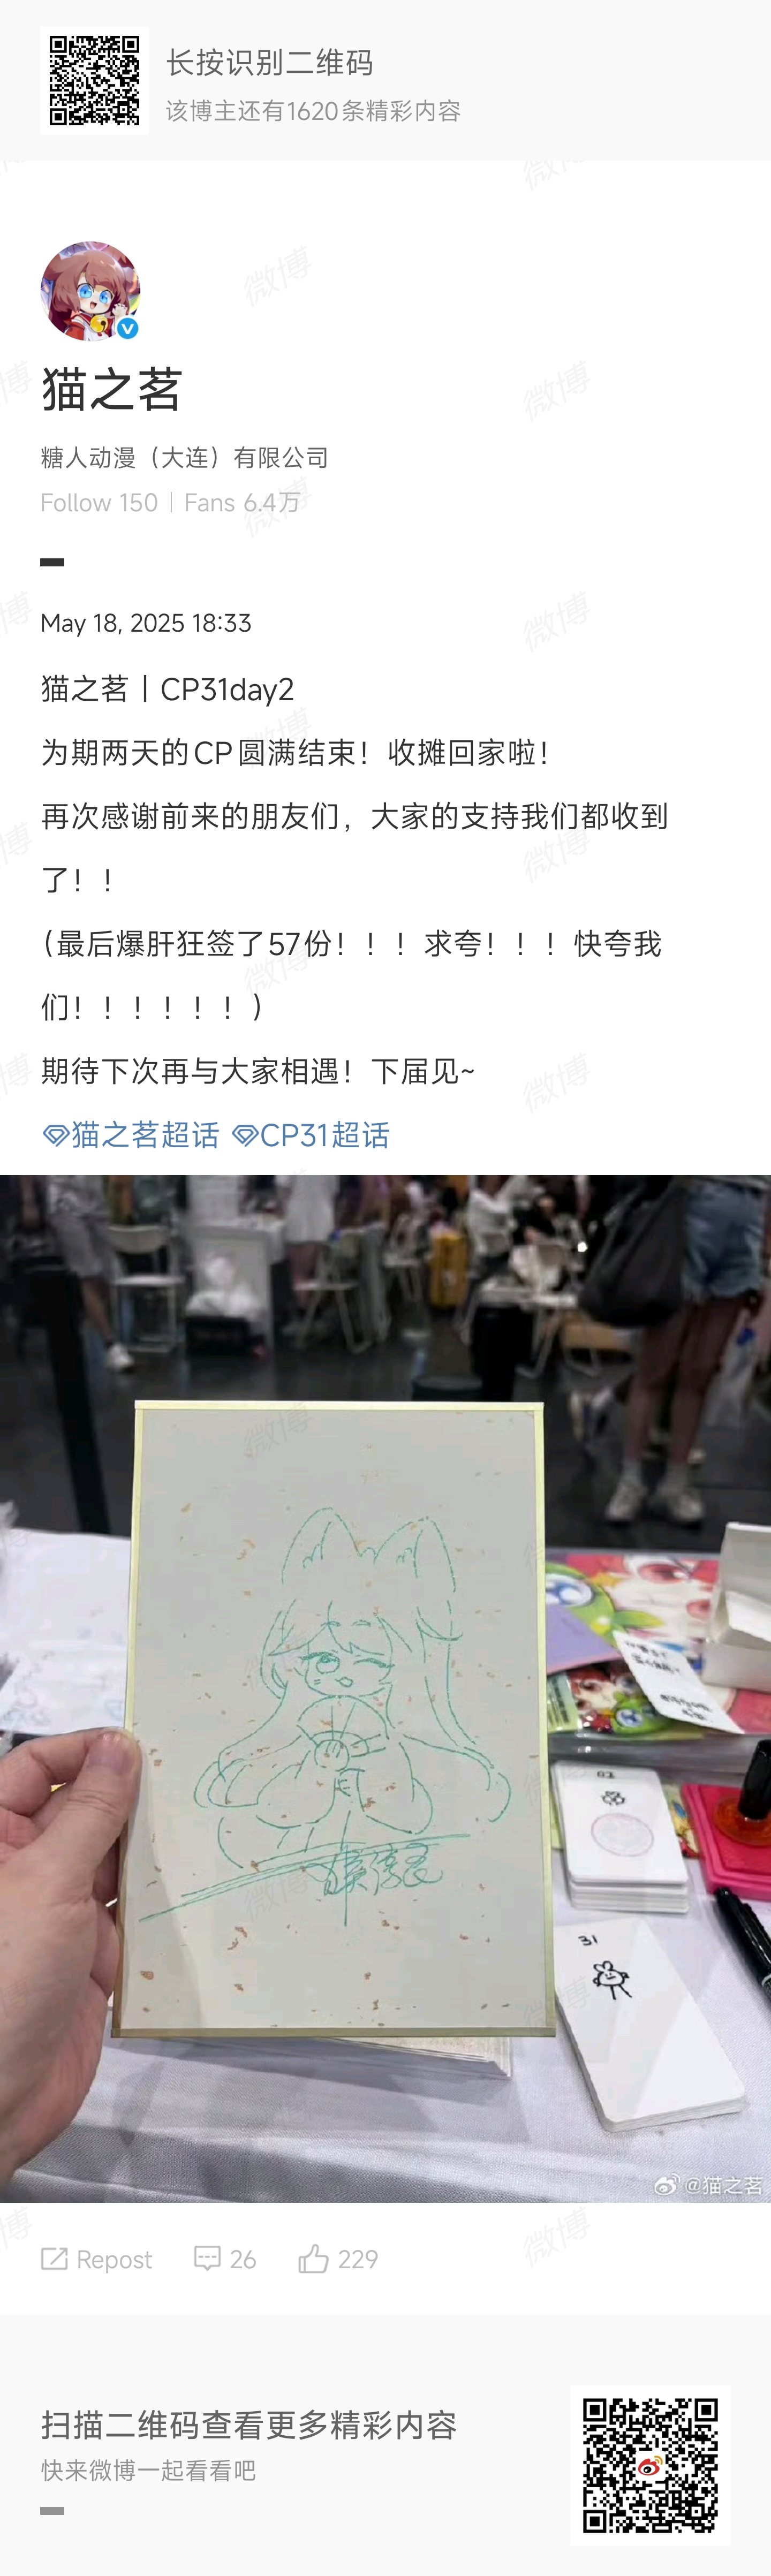 长按识别二维码
该博主还有1620条精彩内容
猫之茗
糖人动漫（大连）有限公司
Follow 150 | Fans 6.4万
May 18, 2025 18:33
猫之茗丨CP31day2
为期两天的CP圆满结束！收摊回家啦！
再次感谢前来的朋友们，大家的支持我们都收到
了！！
(最后爆肝狂签了57份！！！求夸！！！快夸我
们！！！！！！)
期待下次再与大家相遇！下届见~
猫之茗超话 CP31超话
31
@猫之茗
Repost 26 229
扫描二维码查看更多精彩内容
快来微博一起看看吧
微博